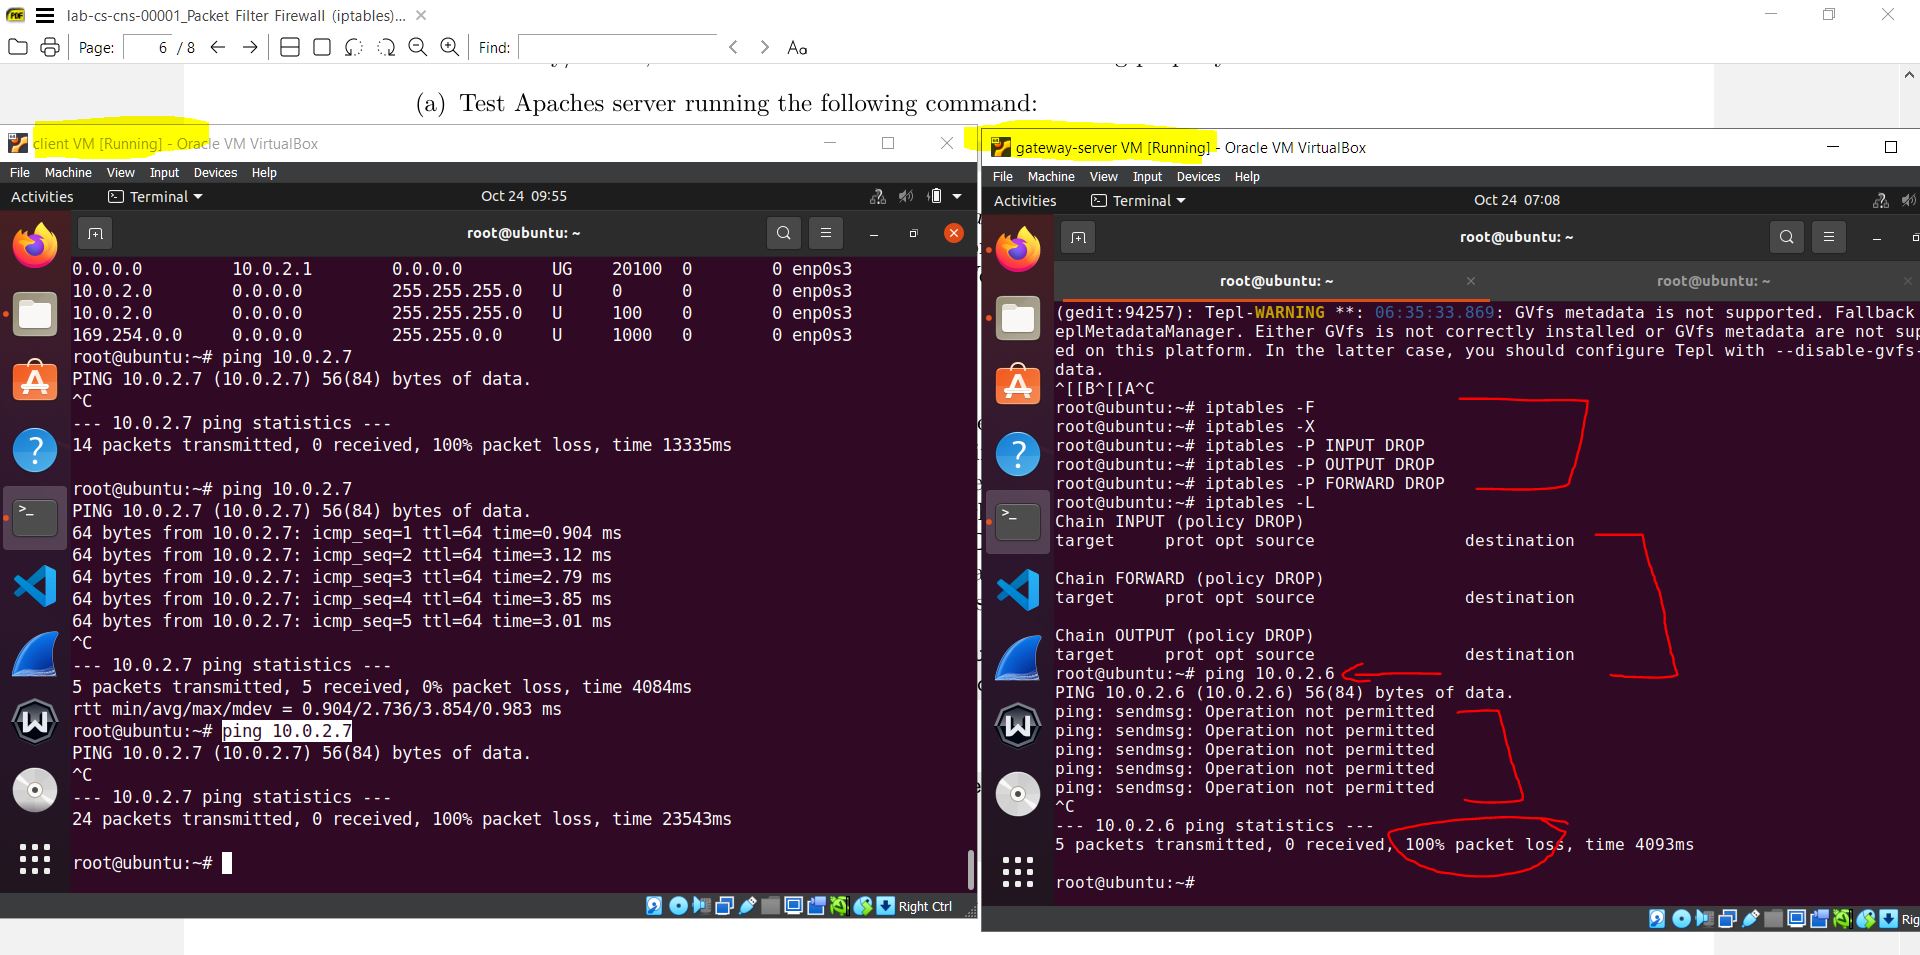 lab-cs-cns-00001_Packet Filter Firewall (iptables)...
Page: 6 / 8 Find:
(a) Test Apaches server running the following command:
client VM [Running] - Oracle VM VirtualBox
File Machine View Input Devices Help
Activities Terminal Oct 24 09:55
root@ubuntu: ~
0.0.0.0 10.0.2.1 0.0.0.0 UG 20100 0 0 enp0s3
10.0.2.0 0.0.0.0 255.255.255.0 U 0 0 0 enp0s3
10.0.2.0 0.0.0.0 255.255.255.0 U 100 0 0 enp0s3
169.254.0.0 0.0.0.0 255.255.0.0 U 1000 0 0 enp0s3
root@ubuntu:~# ping 10.0.2.7
PING 10.0.2.7 (10.0.2.7) 56(84) bytes of data.
^C
--- 10.0.2.7 ping statistics ---
14 packets transmitted, 0 received, 100% packet loss, time 13335ms
root@ubuntu:~# ping 10.0.2.7
PING 10.0.2.7 (10.0.2.7) 56(84) bytes of data.
64 bytes from 10.0.2.7: icmp_seq=1 ttl=64 time=0.904 ms
64 bytes from 10.0.2.7: icmp_seq=2 ttl=64 time=3.12 ms
64 bytes from 10.0.2.7: icmp_seq=3 ttl=64 time=2.79 ms
64 bytes from 10.0.2.7: icmp_seq=4 ttl=64 time=3.85 ms
64 bytes from 10.0.2.7: icmp_seq=5 ttl=64 time=3.01 ms
^C
--- 10.0.2.7 ping statistics ---
5 packets transmitted, 5 received, 0% packet loss, time 4084ms
rtt min/avg/max/mdev = 0.904/2.736/3.854/0.983 ms
root@ubuntu:~# ping 10.0.2.7
PING 10.0.2.7 (10.0.2.7) 56(84) bytes of data.
^C
--- 10.0.2.7 ping statistics ---
24 packets transmitted, 0 received, 100% packet loss, time 23543ms
root@ubuntu:~#
Right Ctrl
gateway-server VM [Running] - Oracle VM VirtualBox
File Machine View Input Devices Help
Activities Terminal Oct 24 07:08
root@ubuntu: ~
root@ubuntu: ~ root@ubuntu: ~
(gedit:94257): Tepl-WARNING **: 06:35:33.869: GVfs metadata is not supported. Fallback
eplMetadataManager. Either GVfs is not correctly installed or GVfs metadata are not sup
ed on this platform. In the latter case, you should configure Tepl with --disable-gvfs-
data.
^[[B^[[A^C
root@ubuntu:~# iptables -F
root@ubuntu:~# iptables -X
root@ubuntu:~# iptables -P INPUT DROP
root@ubuntu:~# iptables -P OUTPUT DROP
root@ubuntu:~# iptables -P FORWARD DROP
root@ubuntu:~# iptables -L
Chain INPUT (policy DROP)
target prot opt source destination
Chain FORWARD (policy DROP)
target prot opt source destination
Chain OUTPUT (policy DROP)
target prot opt source destination
root@ubuntu:~# ping 10.0.2.6
PING 10.0.2.6 (10.0.2.6) 56(84) bytes of data.
ping: sendmsg: Operation not permitted
ping: sendmsg: Operation not permitted
ping: sendmsg: Operation not permitted
ping: sendmsg: Operation not permitted
ping: sendmsg: Operation not permitted
^C
--- 10.0.2.6 ping statistics ---
5 packets transmitted, 0 received, 100% packet loss, time 4093ms
root@ubuntu:~#
Rig